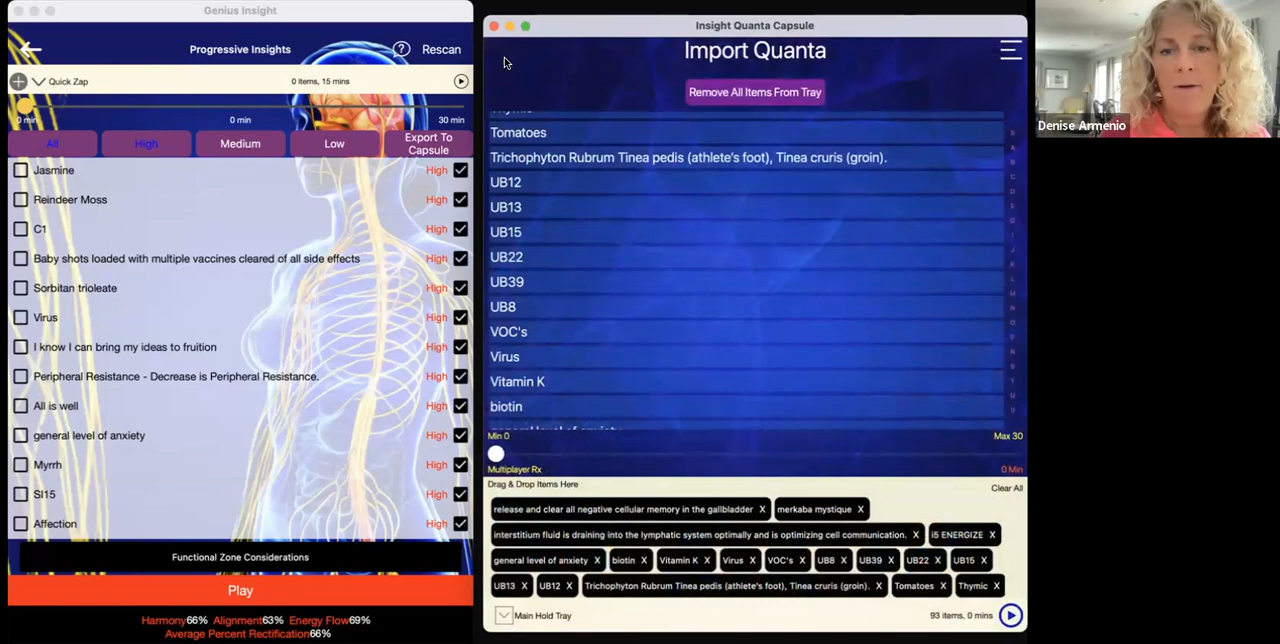 Genius Insight
Progressive Insights
?
Rescan
Quick Zap
0 items, 15 mins
0 min
0 min
30 min
All
High
Medium
Low
Export To
Capsule
Jasmine High
Reindeer Moss High
C1 High
Baby shots loaded with multiple vaccines cleared of all side effects High
Sorbitan trioleate High
Virus High
I know I can bring my ideas to fruition High
Peripheral Resistance - Decrease is Peripheral Resistance. High
All is well High
general level of anxiety High
Myrrh High
SI15 High
Affection High
Functional Zone Considerations
Play
Harmony66% Alignment63% Energy Flow69%
Average Percent Rectification66%
Insight Quanta Capsule
Import Quanta
Remove All Items From Tray
Tomatoes
Trichophyton Rubrum Tinea pedis (athlete's foot), Tinea cruris (groin).
UB12
UB13
UB15
UB22
UB39
UB8
VOC's
Virus
Vitamin K
biotin
general level of anxiety
Min 0
Max 30
Multiplayer Rx
0 Min
Drag & Drop Items Here
Clear All
release and clear all negative cellular memory in the gallbladder X merkaba mystique X
interstitium fluid is draining into the lymphatic system optimally and is optimizing cell communication. X i5 ENERGIZE X
general level of anxiety X biotin X Vitamin K X Virus X VOC's X UB8 X UB39 X UB22 X UB15 X
UB13 X UB12 X Trichophyton Rubrum Tinea pedis (athlete's foot), Tinea cruris (groin). X Tomatoes X Thymic X
Main Hold Tray
93 items, 0 mins
Denise Armenio